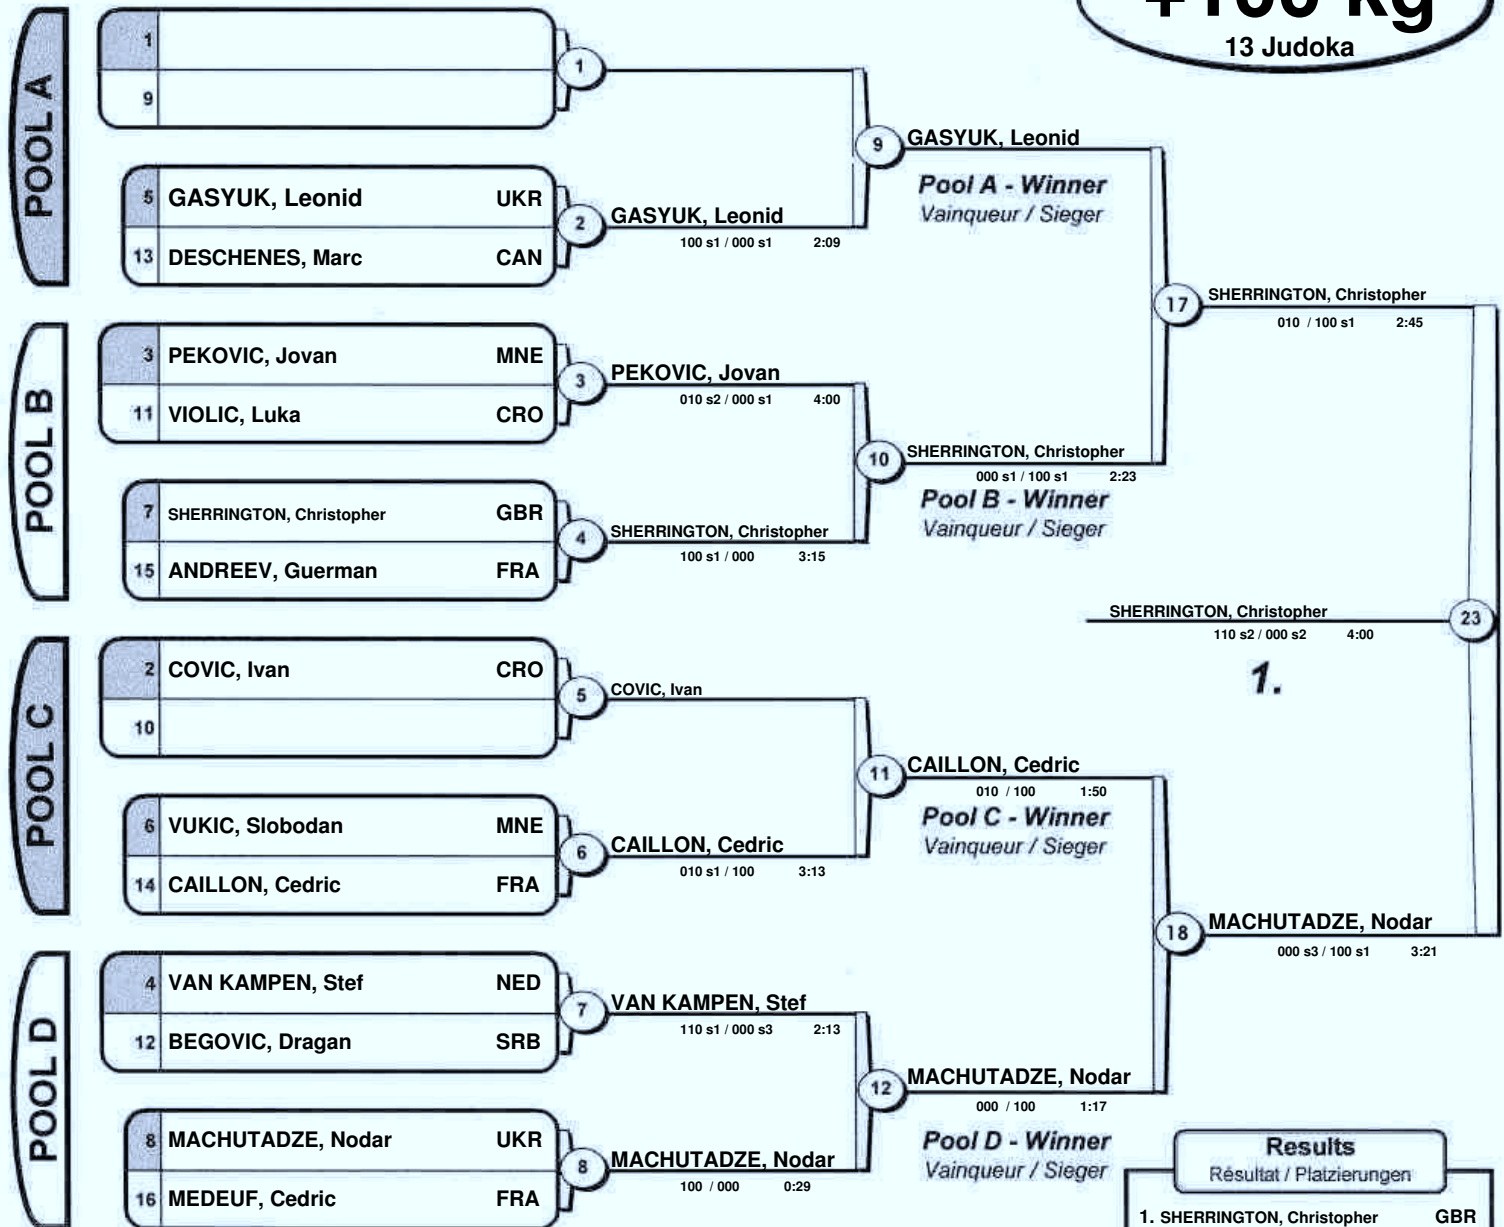 +100 kg
13 Judoka
POOL A
1
9
1
5 GASYUK, Leonid UKR
13 DESCHENES, Marc CAN
2
GASYUK, Leonid
100 s1 / 000 s1 2:09
9
GASYUK, Leonid
Pool A - Winner
Vainqueur / Sieger
POOL B
3 PEKOVIC, Jovan MNE
11 VIOLIC, Luka CRO
3
PEKOVIC, Jovan
010 s2 / 000 s1 4:00
7 SHERRINGTON, Christopher GBR
15 ANDREEV, Guerman FRA
4
SHERRINGTON, Christopher
100 s1 / 000 3:15
10
SHERRINGTON, Christopher
000 s1 / 100 s1 2:23
Pool B - Winner
Vainqueur / Sieger
17
SHERRINGTON, Christopher
010 / 100 s1 2:45
POOL C
2 COVIC, Ivan CRO
10
5
COVIC, Ivan
6 VUKIC, Slobodan MNE
14 CAILLON, Cedric FRA
6
CAILLON, Cedric
010 s1 / 100 3:13
11
CAILLON, Cedric
010 / 100 1:50
Pool C - Winner
Vainqueur / Sieger
POOL D
4 VAN KAMPEN, Stef NED
12 BEGOVIC, Dragan SRB
7
VAN KAMPEN, Stef
110 s1 / 000 s3 2:13
8 MACHUTADZE, Nodar UKR
16 MEDEUF, Cedric FRA
8
MACHUTADZE, Nodar
100 / 000 0:29
12
MACHUTADZE, Nodar
000 / 100 1:17
Pool D - Winner
Vainqueur / Sieger
18
MACHUTADZE, Nodar
000 s3 / 100 s1 3:21
23
SHERRINGTON, Christopher
110 s2 / 000 s2 4:00
1.
Results
Résultat / Platzierungen
1. SHERRINGTON, Christopher GBR